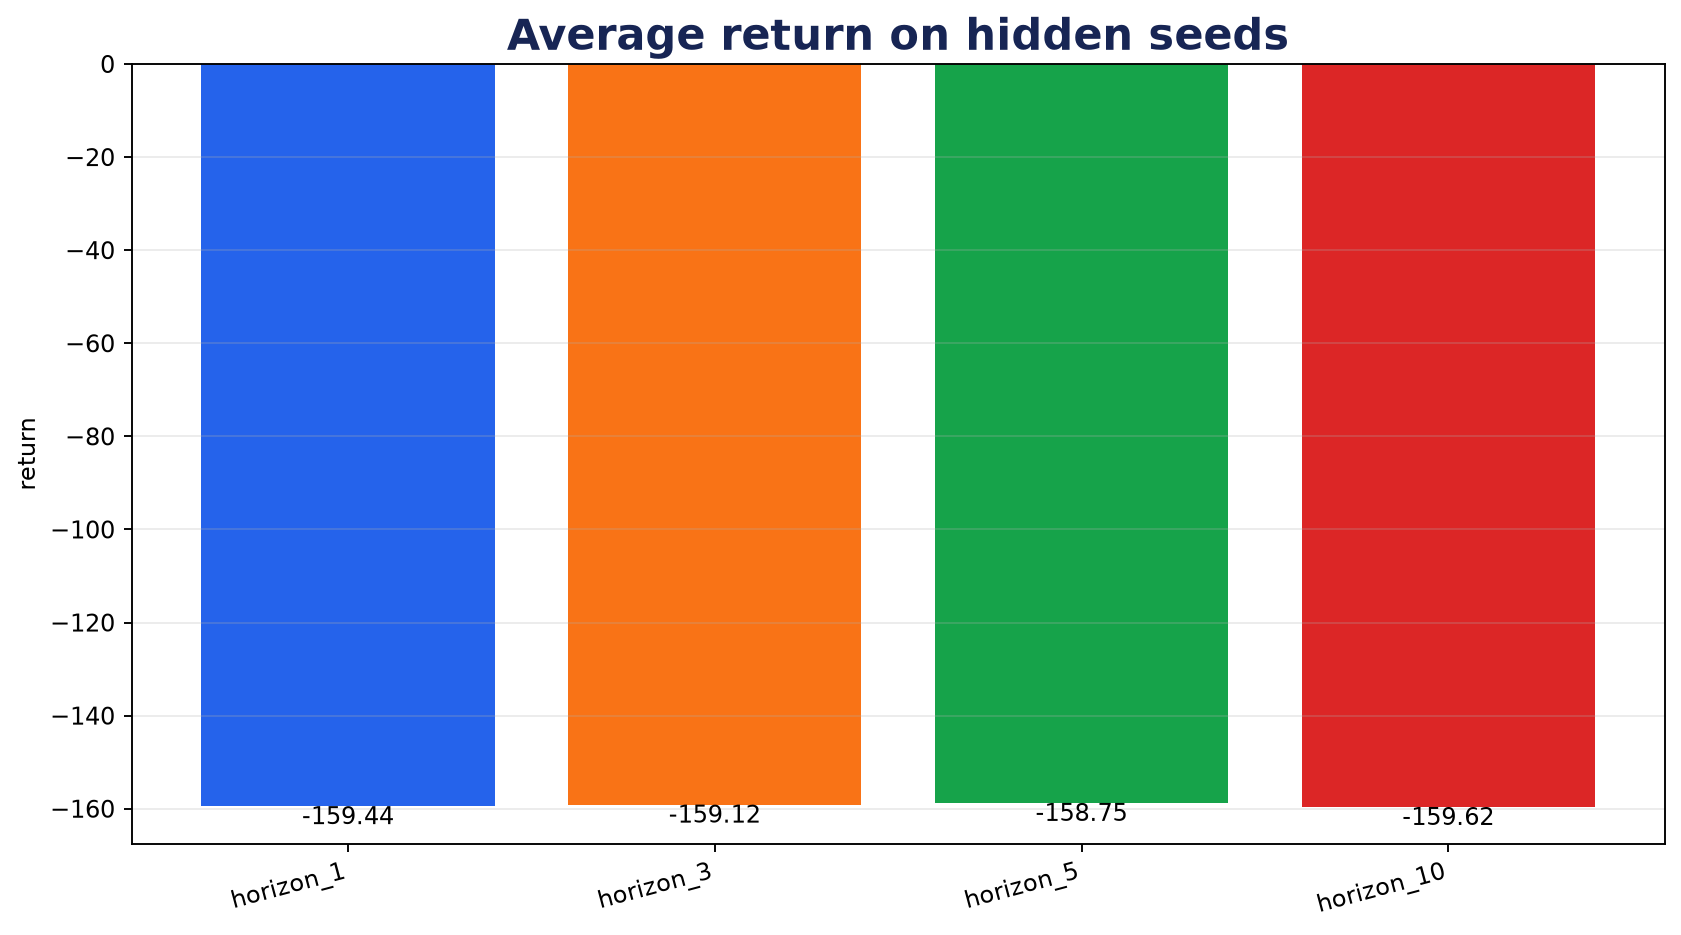 Average return on hidden seeds
return
0
−20
−40
−60
−80
−100
−120
−140
−160
-159.44
-159.12
-158.75
-159.62
horizon_1
horizon_3
horizon_5
horizon_10